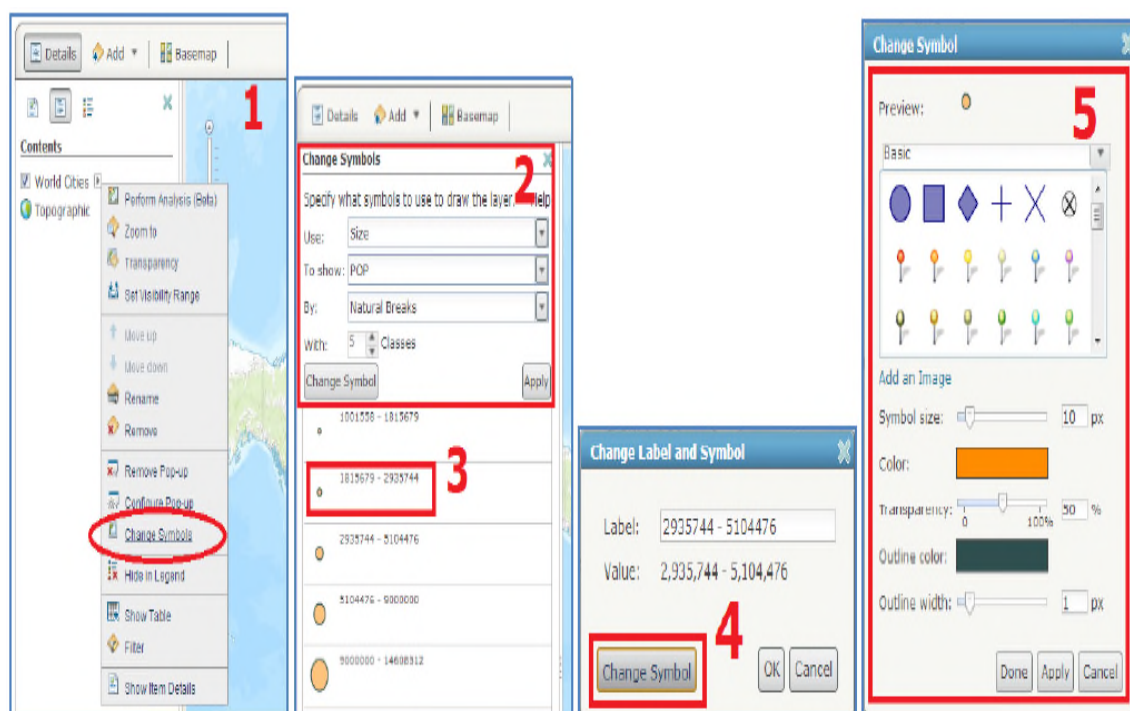 Details Add Basemap
1
Contents
World Cities
Topographic
Perform Analysis (Beta)
Zoom to
Transparency
Set Visibility Range
Move up
Move down
Rename
Remove
Remove Pop-up
Configure Pop-up
Change Symbols
Hide in Legend
Show Table
Filter
Show Item Details
Details Add Basemap
Change Symbols
2
Specify what symbols to use to draw the layer. Help
Use: Size
To show: POP
By: Natural Breaks
With: 5 Classes
Change Symbol Apply
1001558 - 1815679
1815679 - 2935744
3
2935744 - 5104476
5104476 - 9000000
9000000 - 14608512
Change Label and Symbol
Label: 2935744 - 5104476
Value: 2,935,744 - 5,104,476
4
Change Symbol OK Cancel
Change Symbol
Preview:
5
Basic
Add an Image
Symbol size: 10 px
Color:
Transparency: 50 %
0 100%
Outline color:
Outline width: 1 px
Done Apply Cancel